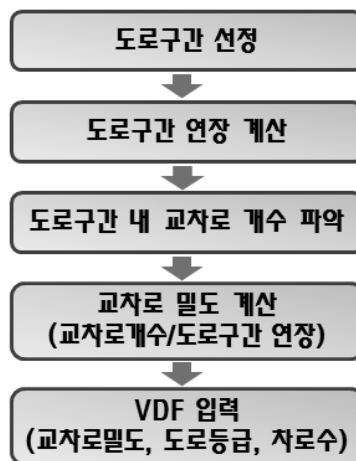 도로구간 선정
도로구간 연장 계산
도로구간 내 교차로 개수 파악
교차로 밀도 계산
(교차로개수/도로구간 연장)
VDF 입력
(교차로밀도, 도로등급, 차로수)